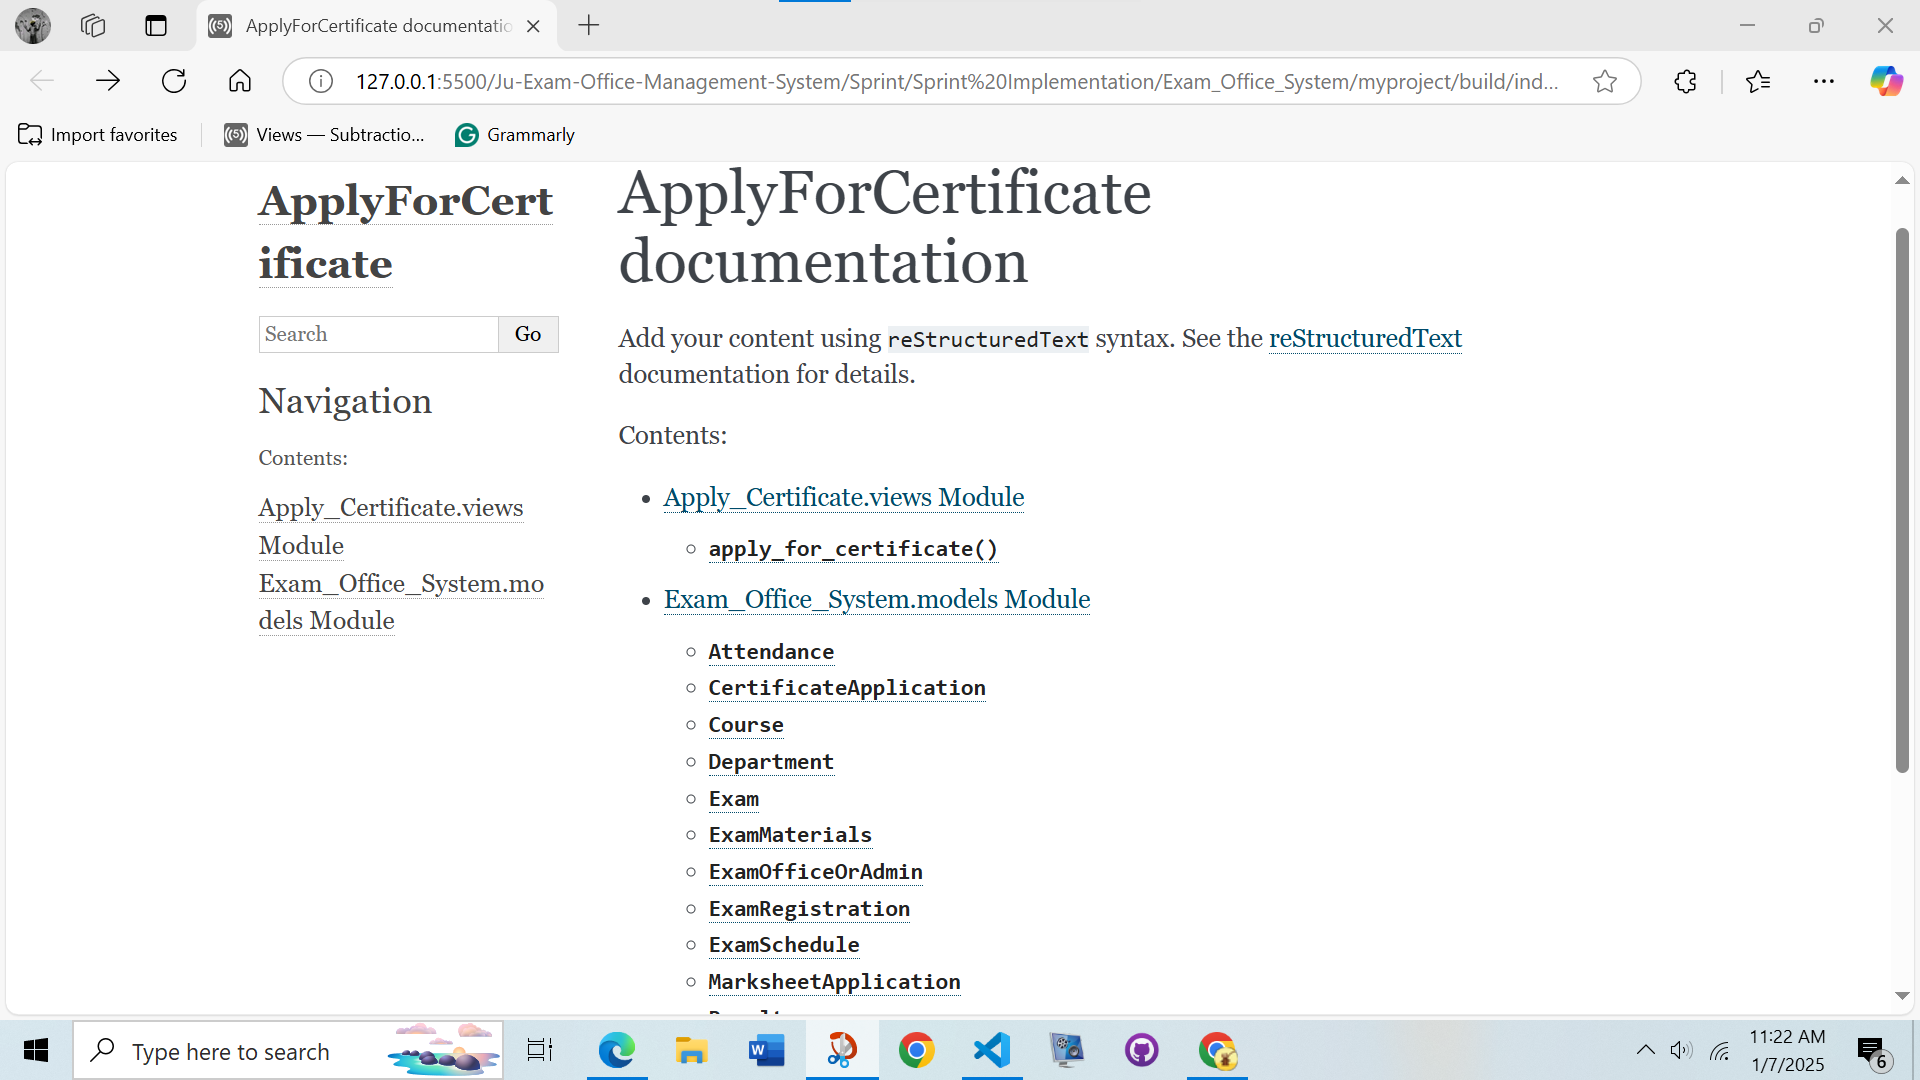 ApplyForCertificate documentatio
127.0.0.1:5500/Ju-Exam-Office-Management-System/Sprint/Sprint%20Implementation/Exam_Office_System/myproject/build/ind...
Import favorites
Views — Subtractio...
Grammarly
ApplyForCert
ificate
Search
Go
Navigation
Contents:
Apply_Certificate.views
Module
Exam_Office_System.mo
dels Module
ApplyForCertificate
documentation
Add your content using reStructuredText syntax. See the reStructuredText
documentation for details.
Contents:
Apply_Certificate.views Module
apply_for_certificate()
Exam_Office_System.models Module
Attendance
CertificateApplication
Course
Department
Exam
ExamMaterials
ExamOfficeOrAdmin
ExamRegistration
ExamSchedule
MarksheetApplication
Type here to search
11:22 AM
1/7/2025
6